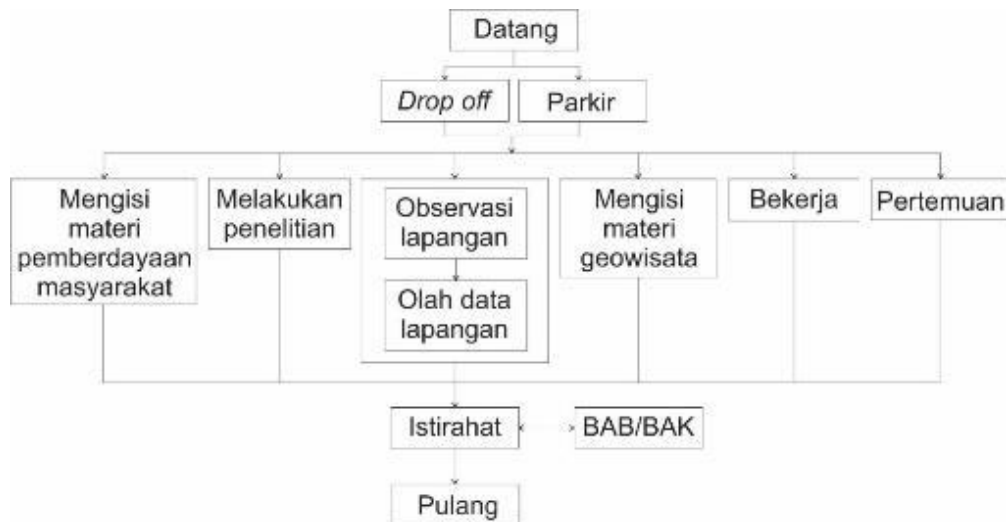 Datang
Drop off
Parkir
Mengisi
materi
pemberdayaan
masyarakat
Melakukan
penelitian
Observasi
lapangan
Olah data
lapangan
Mengisi
materi
geowisata
Bekerja
Pertemuan
Istirahat
BAB/BAK
Pulang